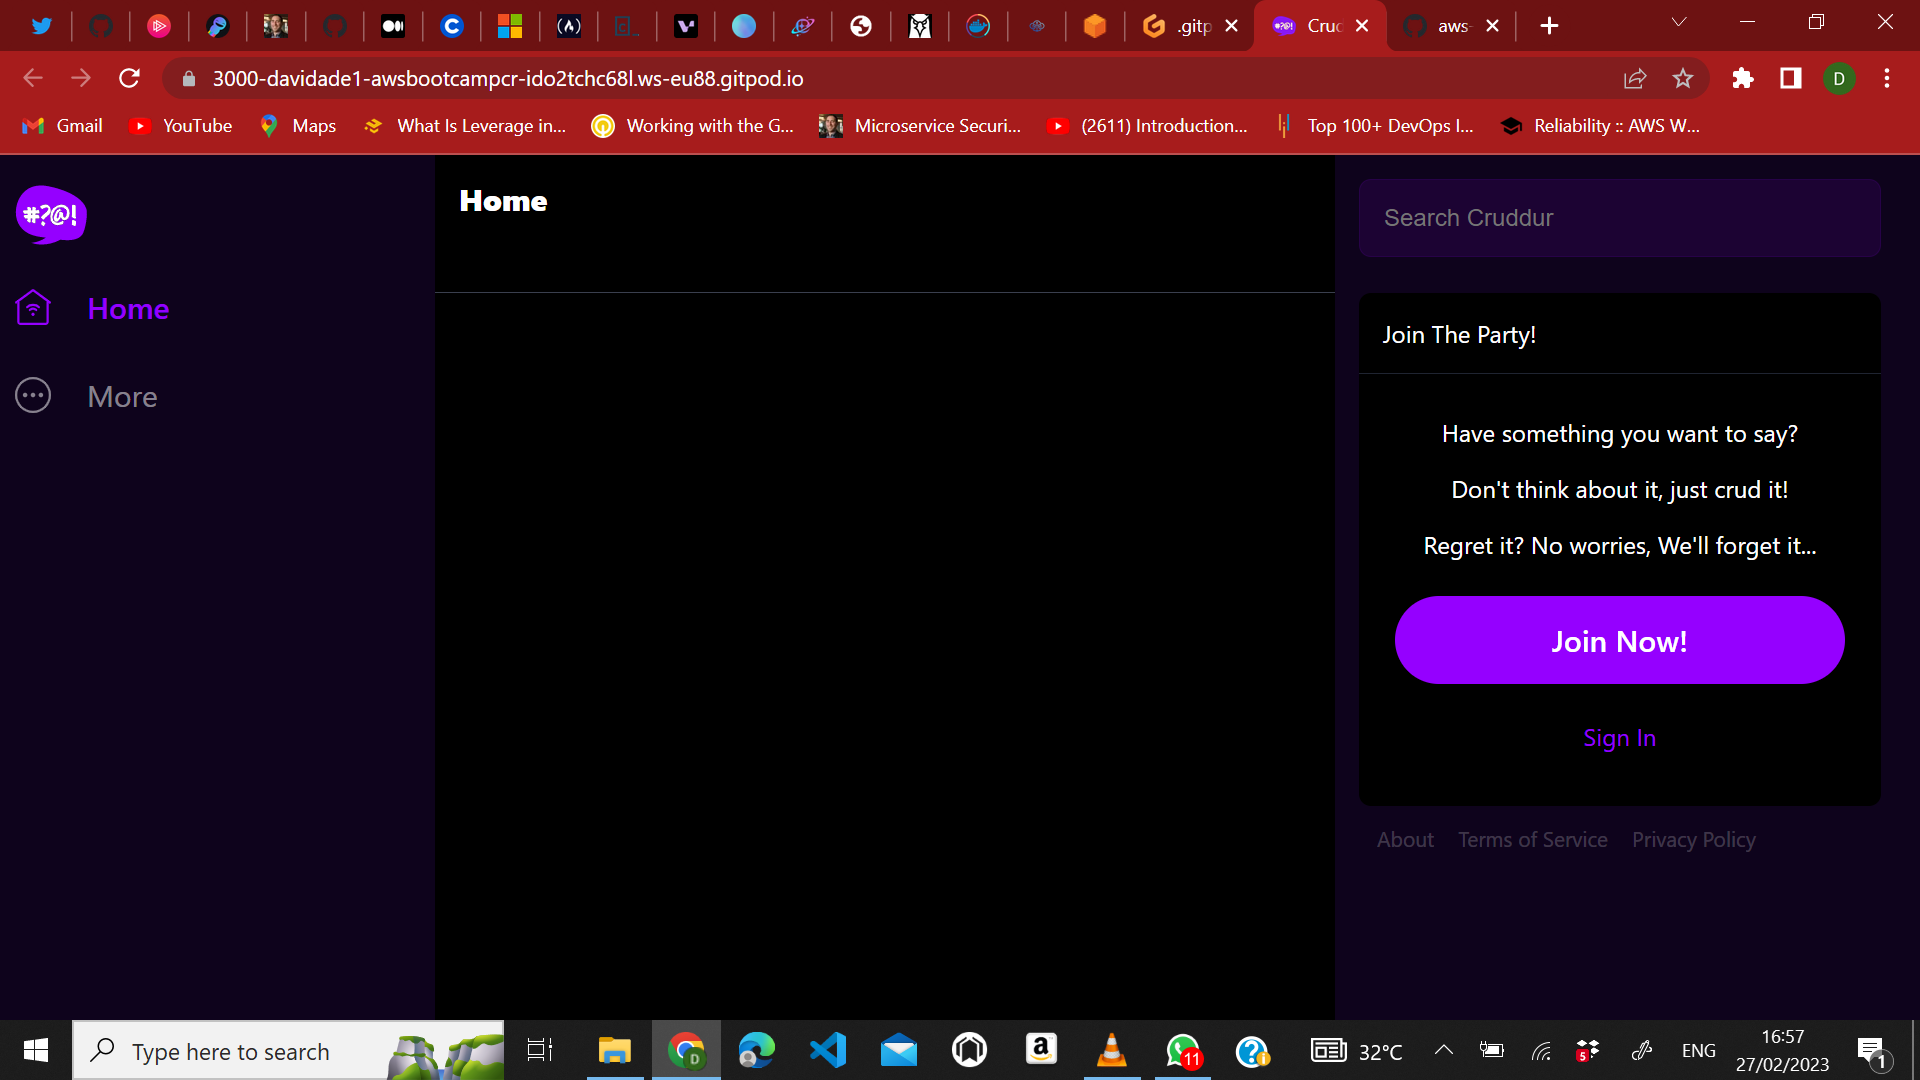 .gitp
Cruc
aws-
3000-davidade1-awsbootcampcr-ido2tchc68l.ws-eu88.gitpod.io
D
Gmail
YouTube
Maps
What Is Leverage in...
Working with the G...
Microservice Securi...
(2611) Introduction...
Top 100+ DevOps I...
Reliability :: AWS W...
#?@!
Home
More
Home
Search Cruddur
Join The Party!
Have something you want to say?
Don't think about it, just crud it!
Regret it? No worries, We'll forget it...
Join Now!
Sign In
About Terms of Service Privacy Policy
Type here to search
D
a
11
32°C
5
ENG
16:57
27/02/2023
1